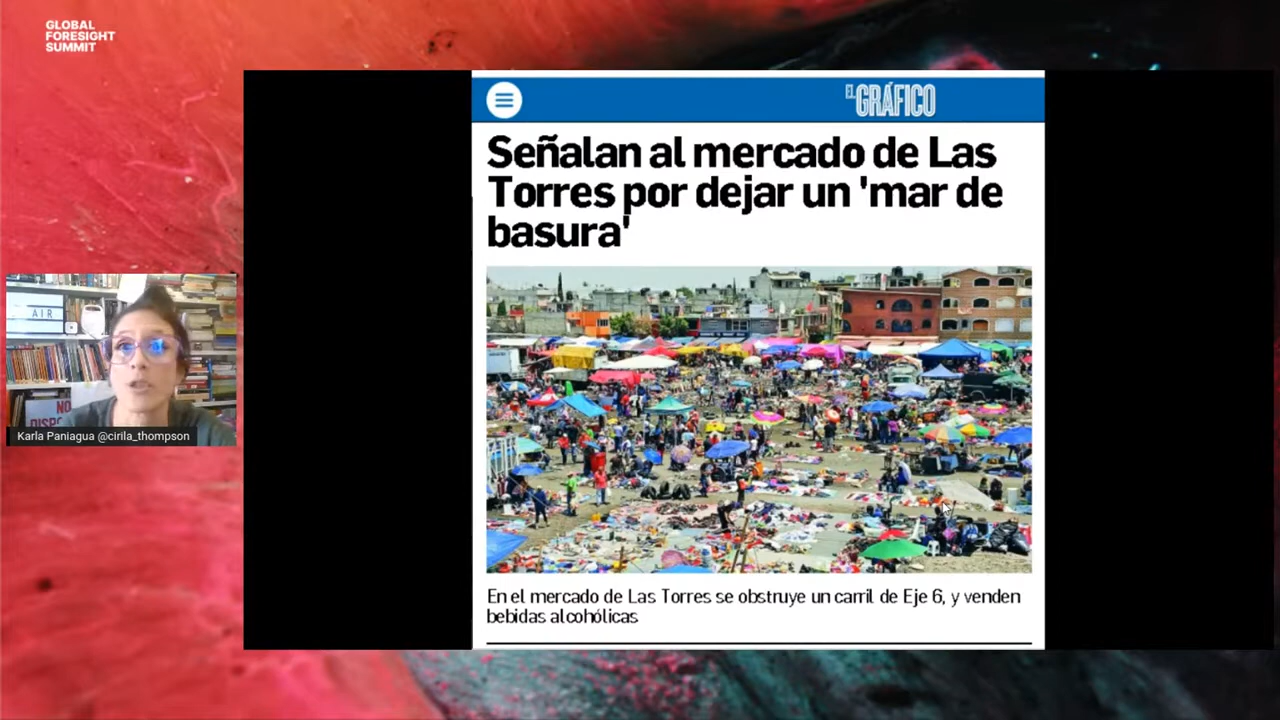 GLOBAL
FORESIGHT
SUMMIT
EL GRÁFICO
Señalan al mercado de Las
Torres por dejar un 'mar de
basura'
AIR
NO
Karla Paniagua @cirila_thompson
En el mercado de Las Torres se obstruye un carril de Eje 6, y venden
bebidas alcohólicas